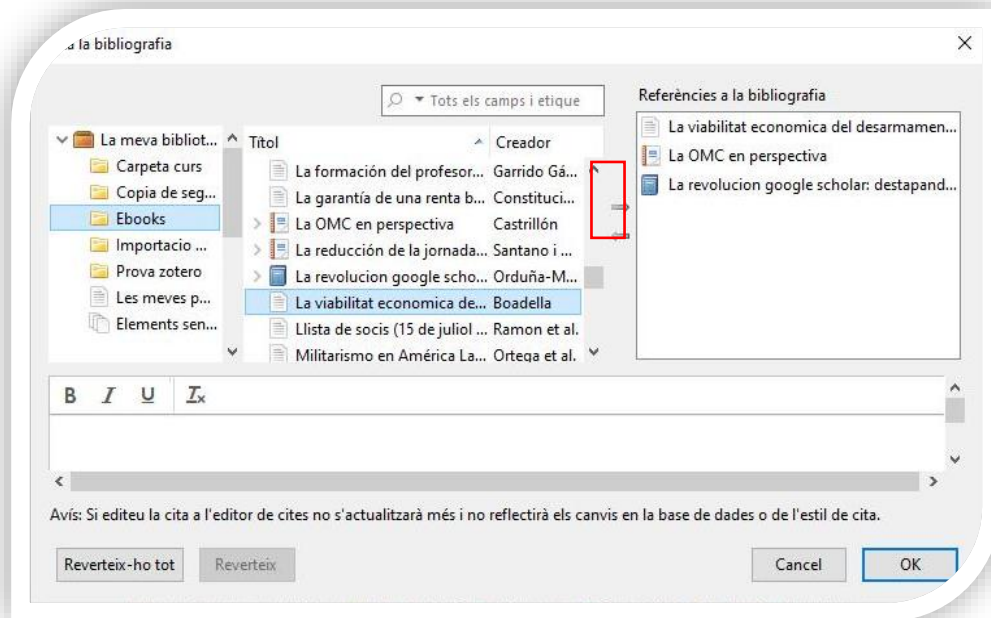 la bibliografia
Tots els camps i etique
Referències a la bibliografia
La meva bibliot...
Carpeta curs
Copia de seg...
Ebooks
Importacio ...
Prova zotero
Les meves p...
Elements sen...
Títol Creador
La formación del profesor... Garrido Gá...
La garantía de una renta b... Constituci...
La OMC en perspectiva Castrillón
La reducción de la jornada... Santano i ...
La revolucion google scho... Orduña-M...
La viabilitat economica de... Boadella
Llista de socis (15 de juliol ... Ramon et al.
Militarismo en América La... Ortega et al.
La viabilitat economica del desarmamen...
La OMC en perspectiva
La revolucion google scholar: destapand...
B I U Tx
Avís: Si editeu la cita a l'editor de cites no s'actualitzarà més i no reflectirà els canvis en la base de dades o de l'estil de cita.
Reverteix-ho tot Reverteix Cancel OK